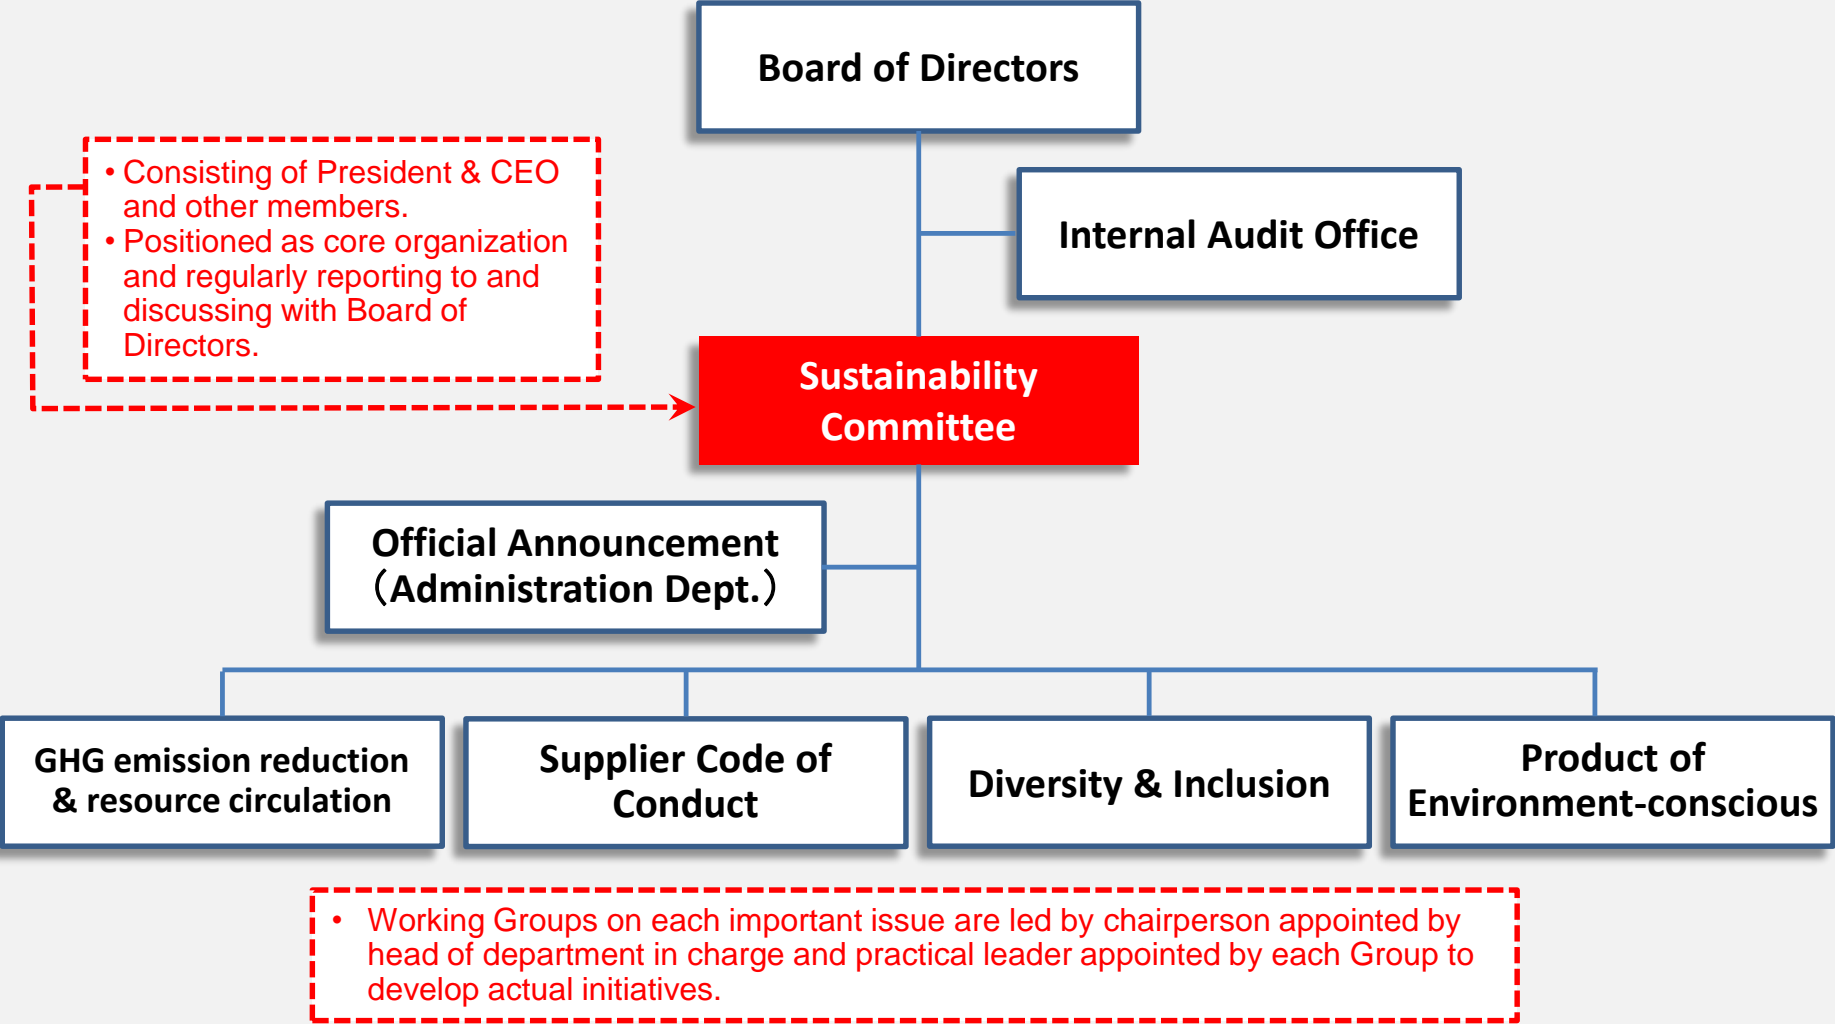 Board of Directors
• Consisting of President & CEO
and other members.
• Positioned as core organization
and regularly reporting to and
discussing with Board of
Directors.
Internal Audit Office
Sustainability
Committee
Official Announcement
（Administration Dept.）
GHG emission reduction
& resource circulation
Supplier Code of
Conduct
Diversity & Inclusion
Product of
Environment-conscious
• Working Groups on each important issue are led by chairperson appointed by
head of department in charge and practical leader appointed by each Group to
develop actual initiatives.